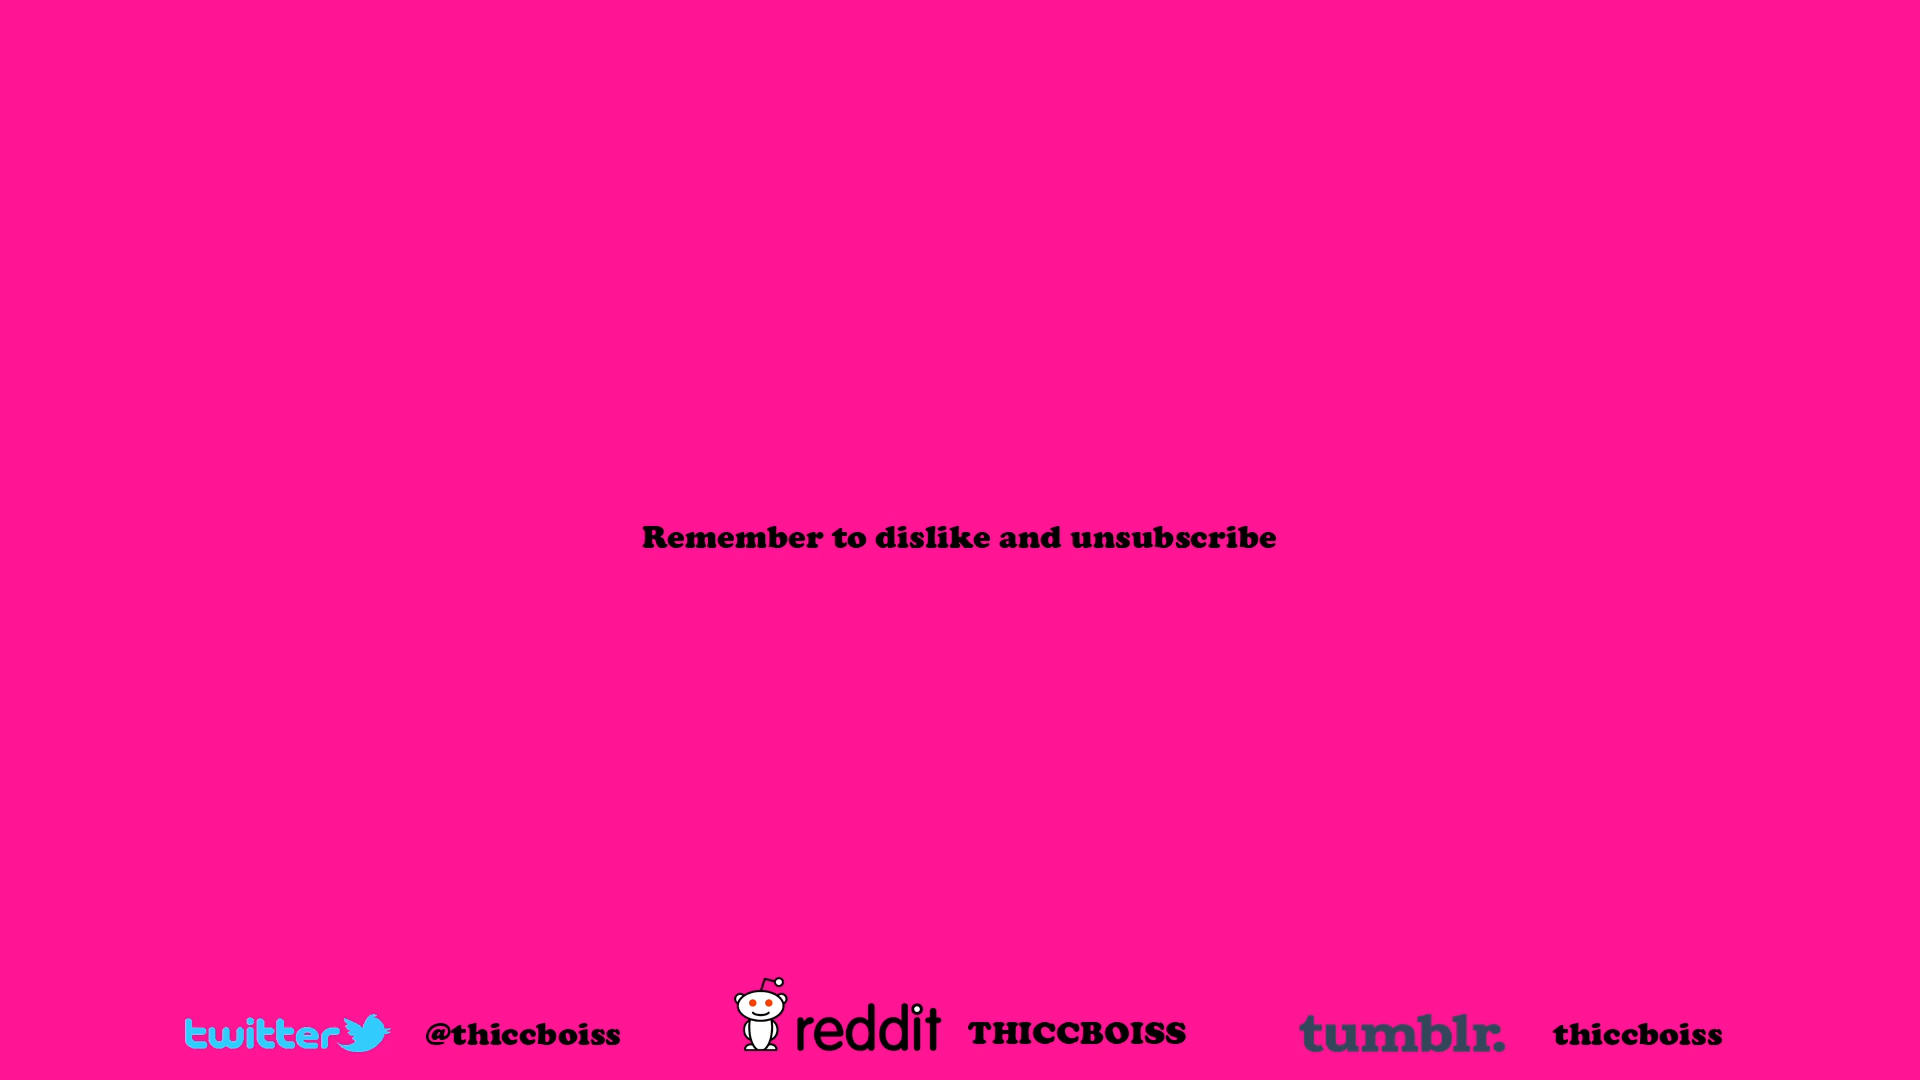 Remember to dislike and unsubscribe
twitter @thiccboiss reddit THICCBOISS tumblr. thiccboiss